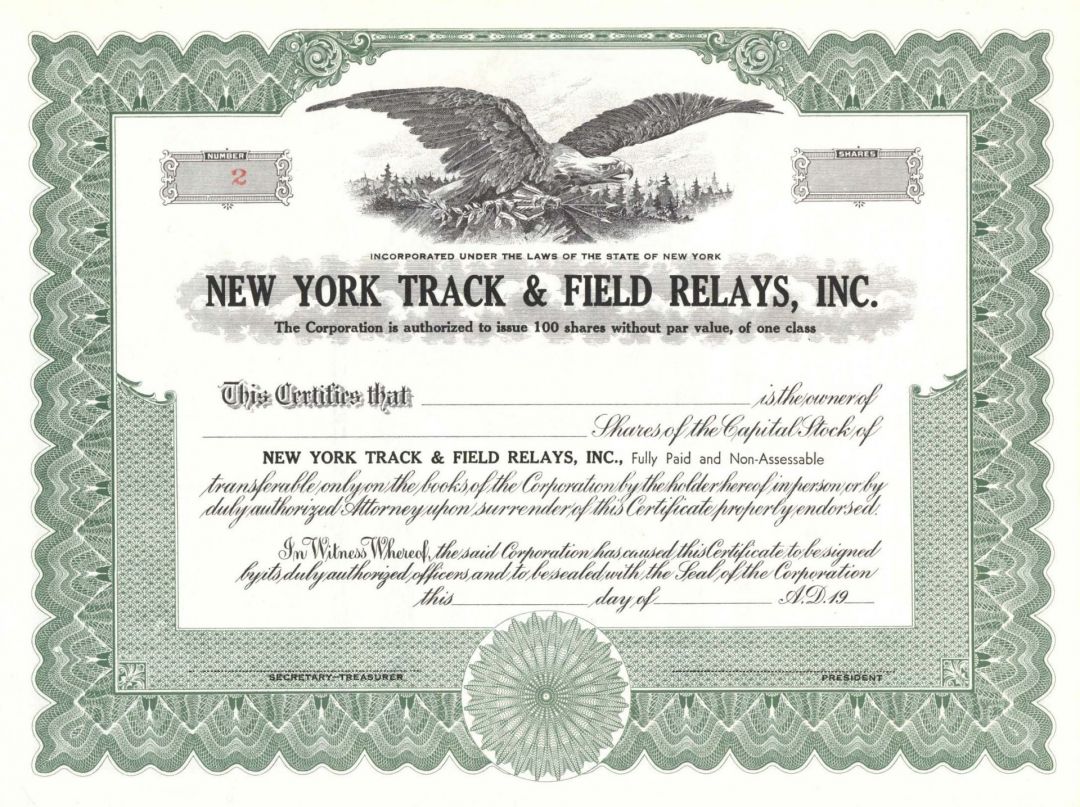 NUMBER
2
SHARES
INCORPORATED UNDER THE LAWS OF THE STATE OF NEW YORK
NEW YORK TRACK & FIELD RELAYS, INC.
The Corporation is authorized to issue 100 shares without par value, of one class
This Certifies that is the owner of
Shares of the Capital Stock of
NEW YORK TRACK & FIELD RELAYS, INC., Fully Paid and Non-Assessable
transferable only on the books of the Corporation by the holder hereof in person or by
duly authorized Attorney upon surrender of this Certificate properly endorsed.
In Witness Whereof, the said Corporation has caused this Certificate to be signed
by its duly authorized officers and to be sealed with the Seal of the Corporation
this day of A.D. 19
SECRETARY-TREASURER
PRESIDENT